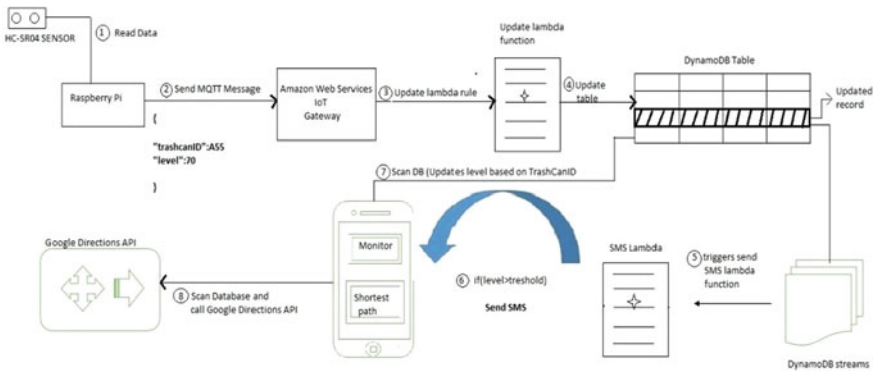 HC-SR04 SENSOR
1 Read Data
Raspberry Pi
2 Send MQTT Message
{
"trashcanID":A55
"level":70
}
Amazon Web Services
IoT
Gateway
3 Update lambda rule
Update lambda
function
4 Update
table
DynamoDB Table
Updated
record
7 Scan DB (Updates level based on TrashCanID
Monitor
Shortest
path
Google Directions API
8 Scan Database and
call Google Directions API
6 if(level>treshold)
Send SMS
SMS Lambda
5 triggers send
SMS lambda
function
DynamoDB streams